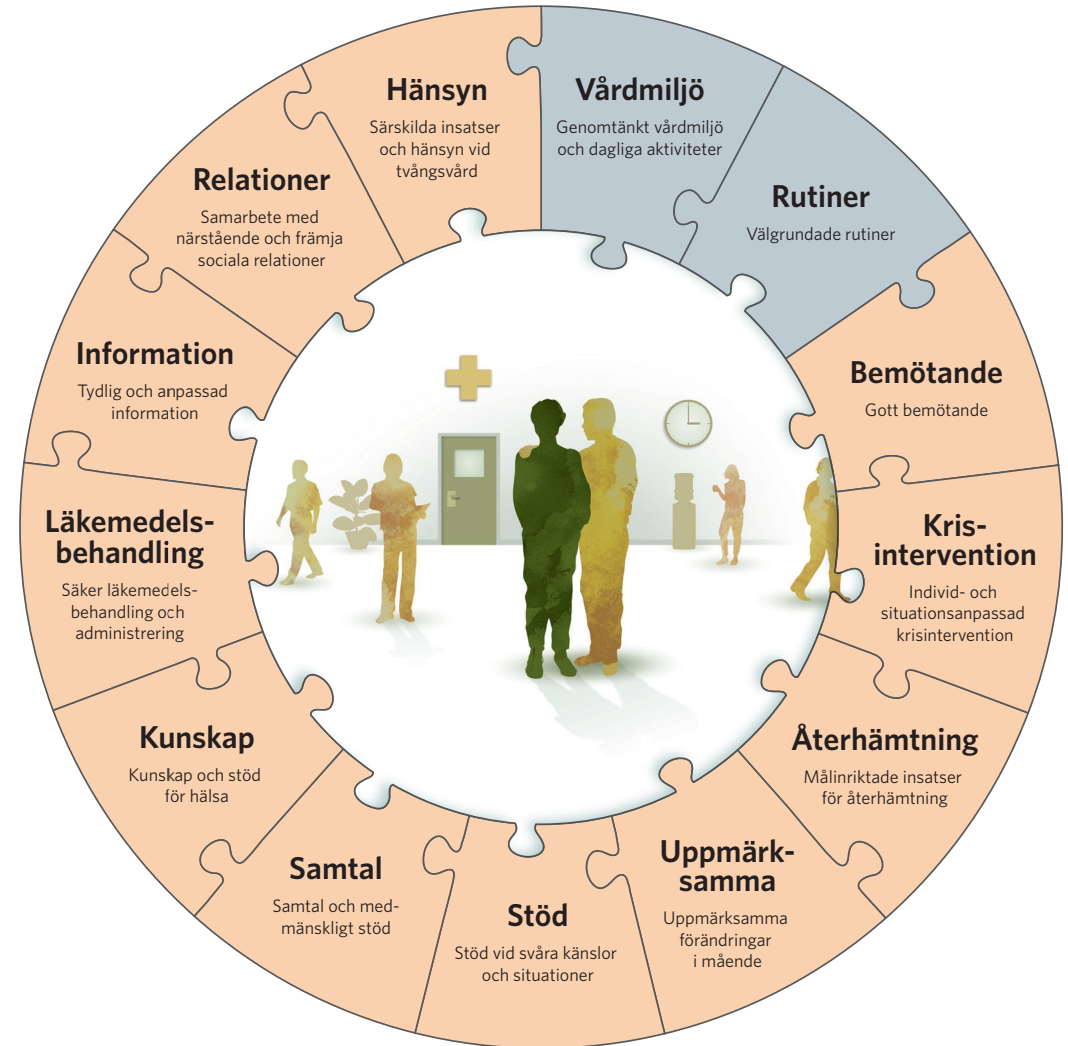 Vårdmiljö
Genomtänkt vårdmiljö
och dagliga aktiviteter
Rutiner
Välgrundade rutiner
Bemötande
Gott bemötande
Kris-
intervention
Individ- och
situationsanpassad
krisintervention
Återhämtning
Målinriktade insatser
för återhämtning
Uppmärk-
samma
Uppmärksamma
förändringar
i mående
Stöd
Stöd vid svåra känslor
och situationer
Samtal
Samtal och med-
mänskligt stöd
Kunskap
Kunskap och stöd
för hälsa
Läkemedels-
behandling
Säker läkemedels-
behandling och
administrering
Information
Tydlig och anpassad
information
Relationer
Samarbete med
närstående och främja
sociala relationer
Hänsyn
Särskilda insatser
och hänsyn vid
tvångsvård